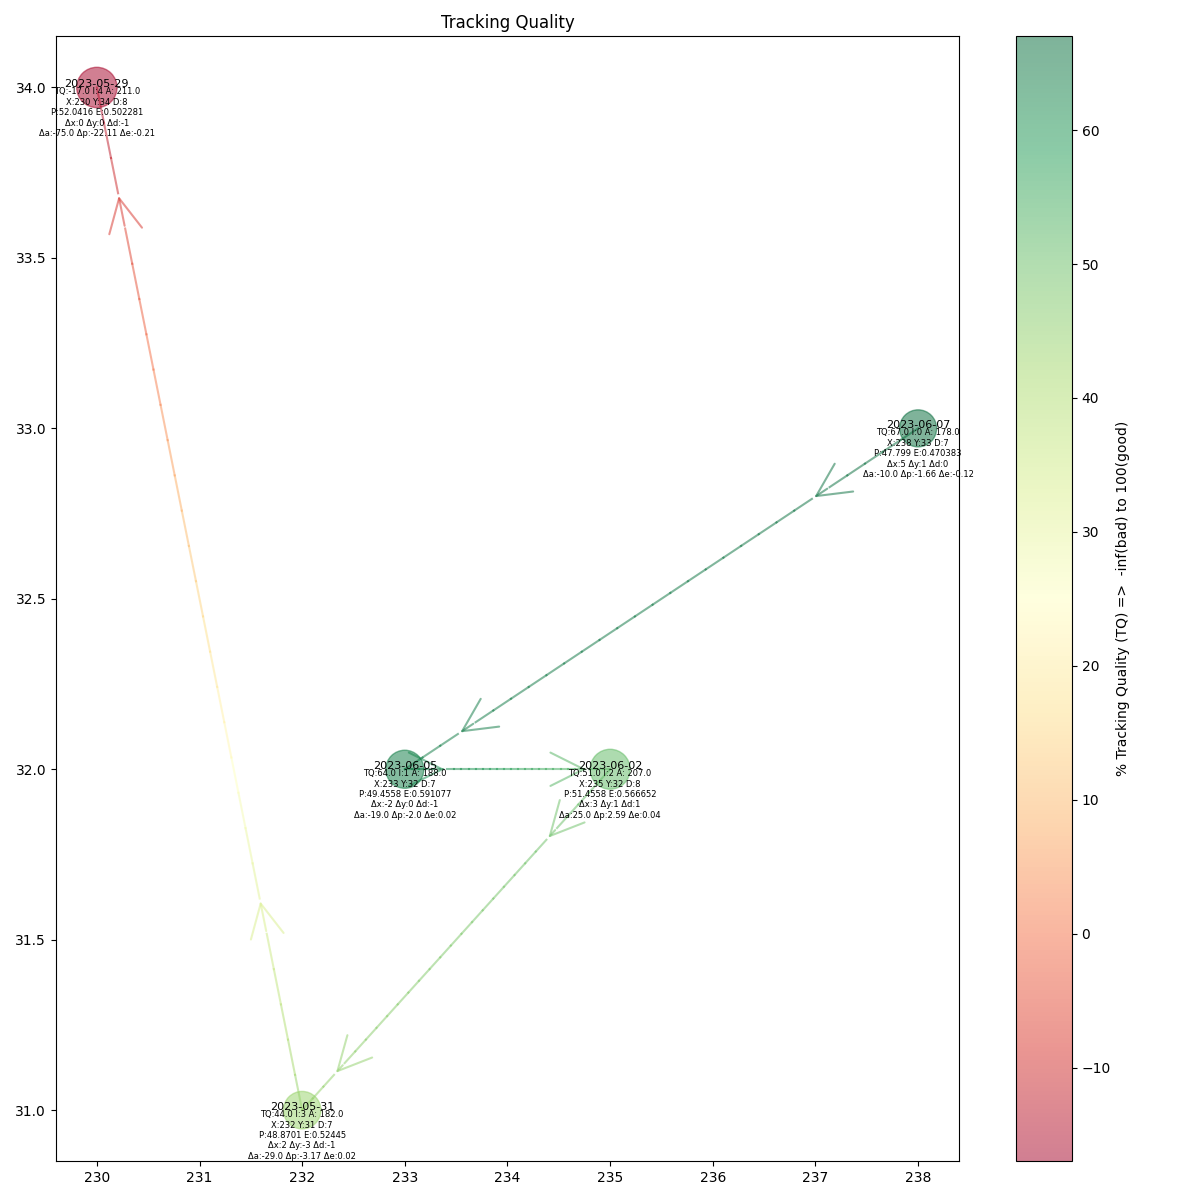 Tracking Quality
34.0
33.5
33.0
32.5
32.0
31.5
31.0
230
231
232
233
234
235
236
237
238
2023-05-29
TQ:-17.0 I:4 A: 211.0
X:230 Y:34 D:8
P:52.0416 E:0.502281
Δx:0 Δy:0 Δd:-1
Δa:-75.0 Δp:-22.11 Δe:-0.21
2023-06-07
TQ:67.0 I:0 A: 178.0
X:238 Y:33 D:7
P:47.799 E:0.470383
Δx:5 Δy:1 Δd:0
Δa:-10.0 Δp:-1.66 Δe:-0.12
2023-06-05
TQ:64.0 I:1 A: 188.0
X:233 Y:32 D:7
P:49.4558 E:0.591077
Δx:-2 Δy:0 Δd:-1
Δa:-19.0 Δp:-2.0 Δe:0.02
2023-06-02
TQ:51.0 I:2 A: 207.0
X:235 Y:32 D:8
P:51.4558 E:0.566652
Δx:3 Δy:1 Δd:1
Δa:25.0 Δp:2.59 Δe:0.04
2023-05-31
TQ:44.0 I:3 A: 182.0
X:232 Y:31 D:7
P:48.8701 E:0.52445
Δx:2 Δy:-3 Δd:-1
Δa:-29.0 Δp:-3.17 Δe:0.02
60
50
40
30
20
10
0
−10
% Tracking Quality (TQ) => -inf(bad) to 100(good)